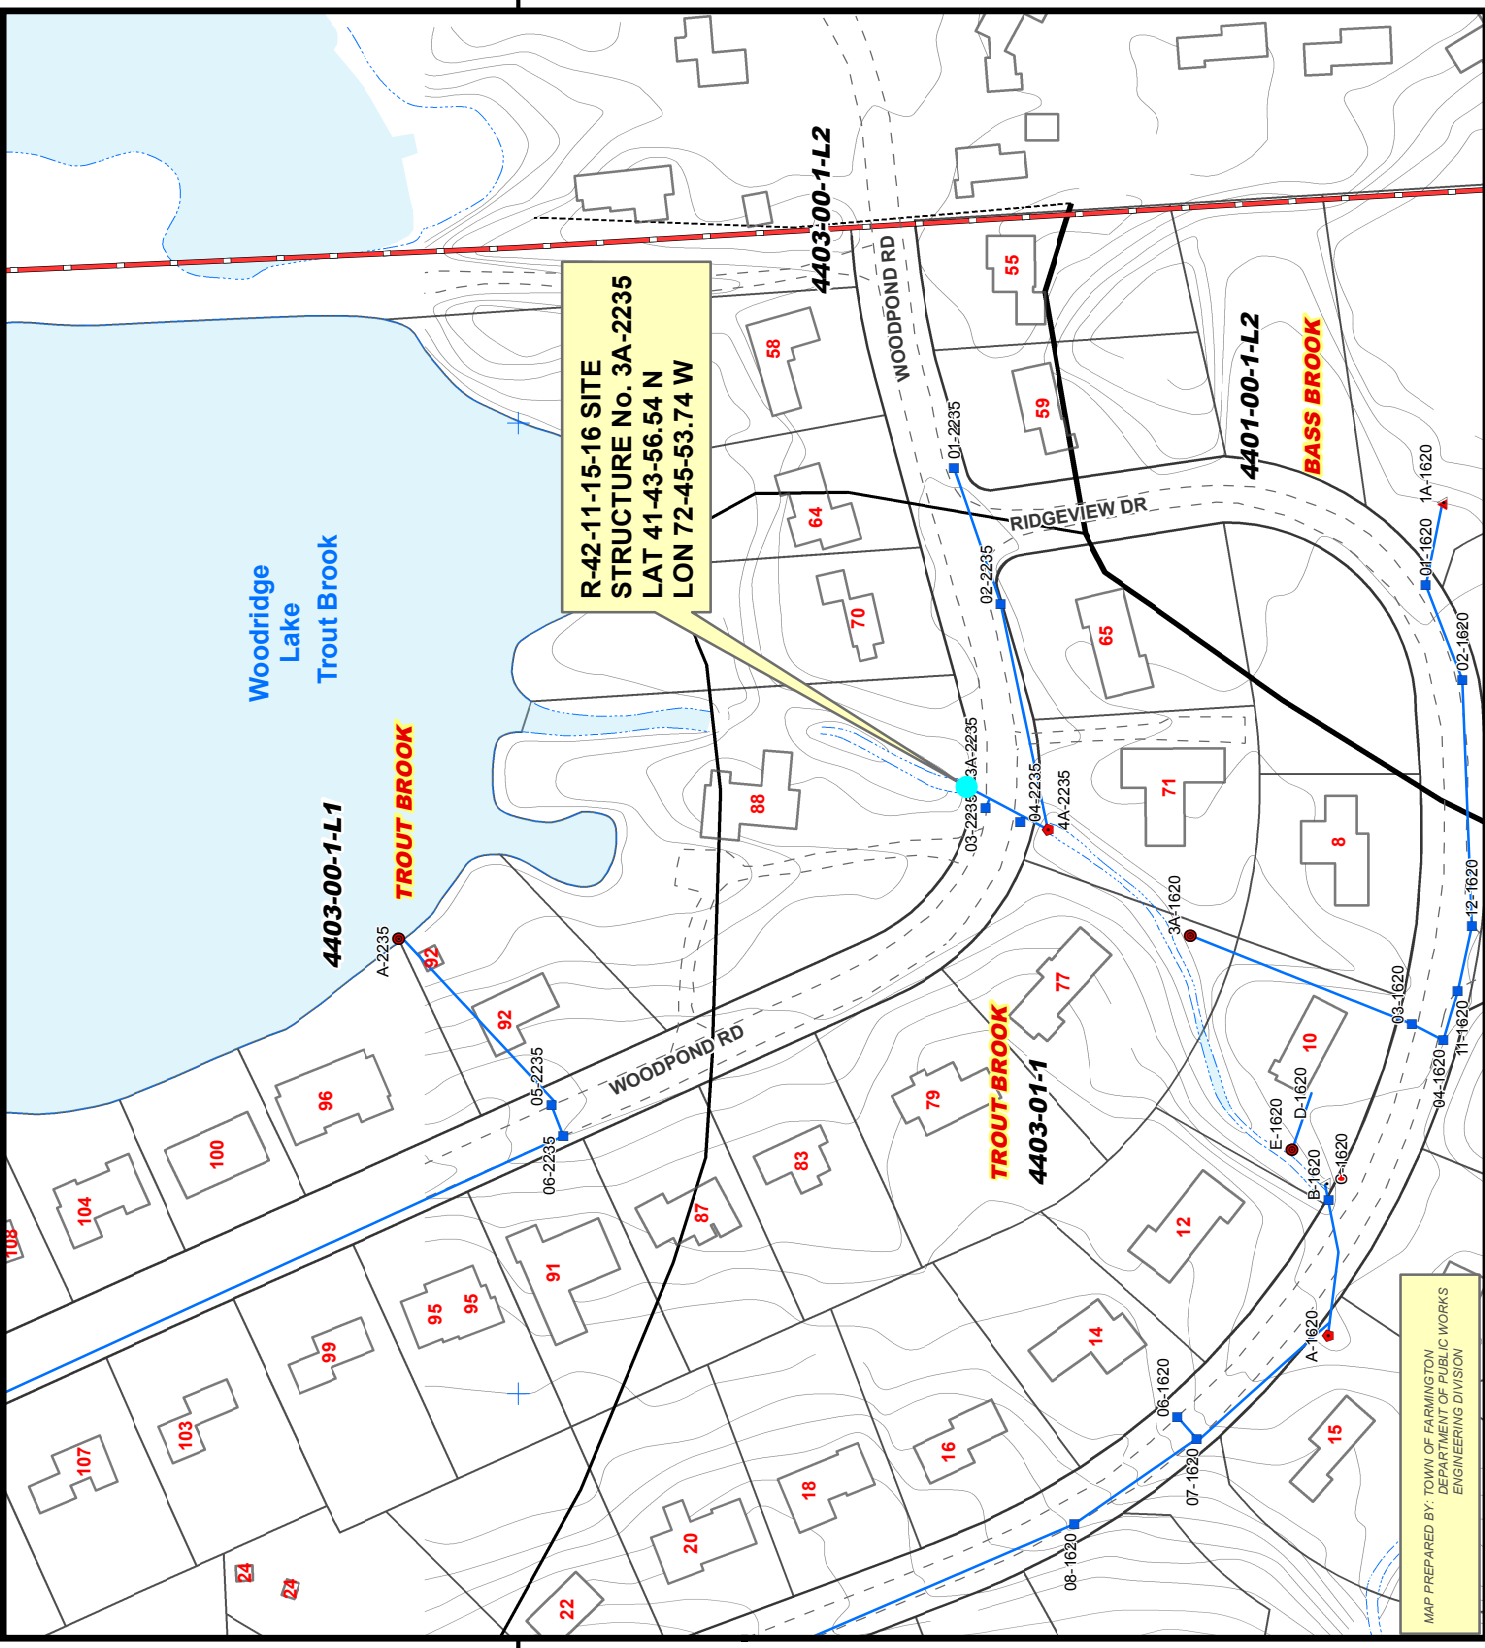 R-42-11-15-16 SITE
STRUCTURE No. 3A-2235
LAT 41-43-56.54 N
LON 72-45-53.74 W
Woodridge
Lake
Trout Brook
4403-00-1-L1
TROUT BROOK
4403-00-1-L2
4401-00-1-L2
BASS BROOK
TROUT BROOK
4403-01-1
WOODPOND RD
WOODPOND RD
RIDGEVIEW DR
A-2235
05-2235
06-2235
01-2235
02-2235
03-2235
3A-2235
04-2235
4A-2235
1A-1620
01-1620
02-1620
12-1620
11-1620
03-1620
04-1620
3A-1620
E-1620
D-1620
B-1620
C-1620
A-1620
06-1620
07-1620
08-1620
108
104
100
96
92
92
88
70
64
58
55
59
65
71
77
79
83
87
91
95
95
99
103
107
24
24
22
20
18
16
14
12
10
8
15
MAP PREPARED BY: TOWN OF FARMINGTON
DEPARTMENT OF PUBLIC WORKS
ENGINEERING DIVISION